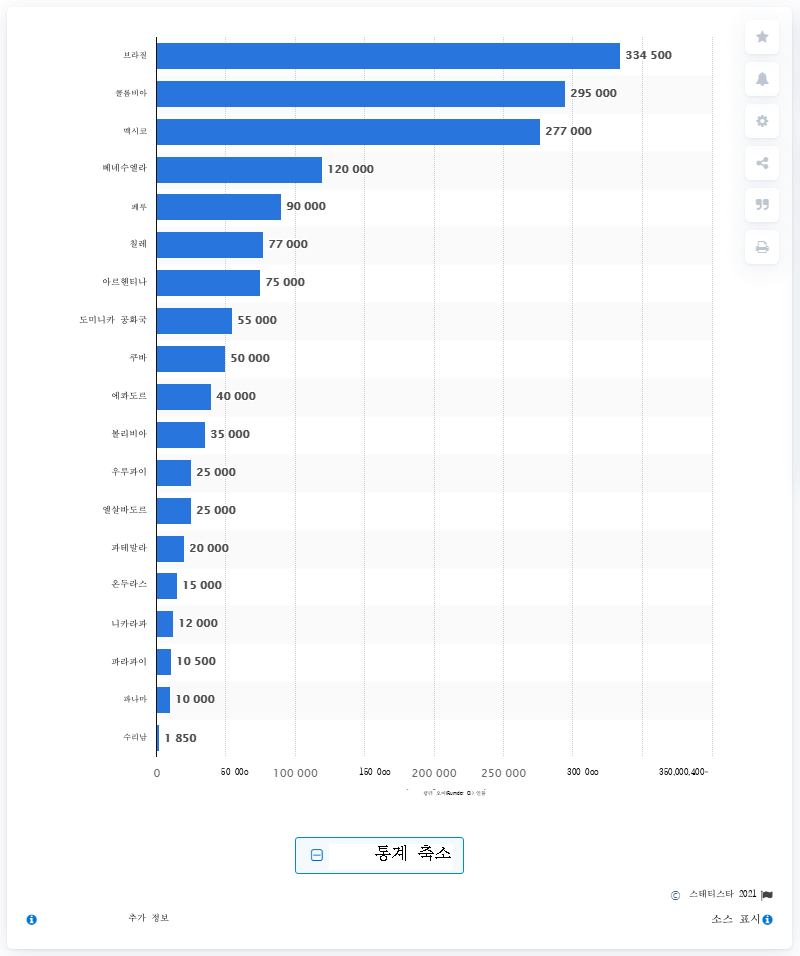 브라질 334 500
콜롬비아 295 000
멕시코 277 000
베네수엘라 120 000
페루 90 000
칠레 77 000
아르헨티나 75 000
도미니카 공화국 55 000
쿠바 50 000
에콰도르 40 000
볼리비아 35 000
우루과이 25 000
엘살바도르 25 000
과테말라 20 000
온두라스 15 000
니카라과 12 000
파라과이 10 500
파나마 10 000
수리남 1 850
0 50 00o 100 000 150 0oo 200 000 250 000 300 0oo 350,000,400-
통계 축소
© 스태티스타 2021
추가 정보 소스 표시